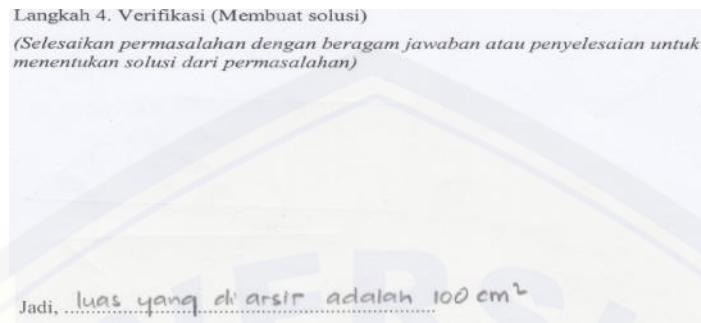 Langkah 4. Verifikasi (Membuat solusi)
(Selesaikan permasalahan dengan beragam jawaban atau penyelesaian untuk
menentukan solusi dari permasalahan)
Jadi, luas yang di arsir adalah 100 cm²